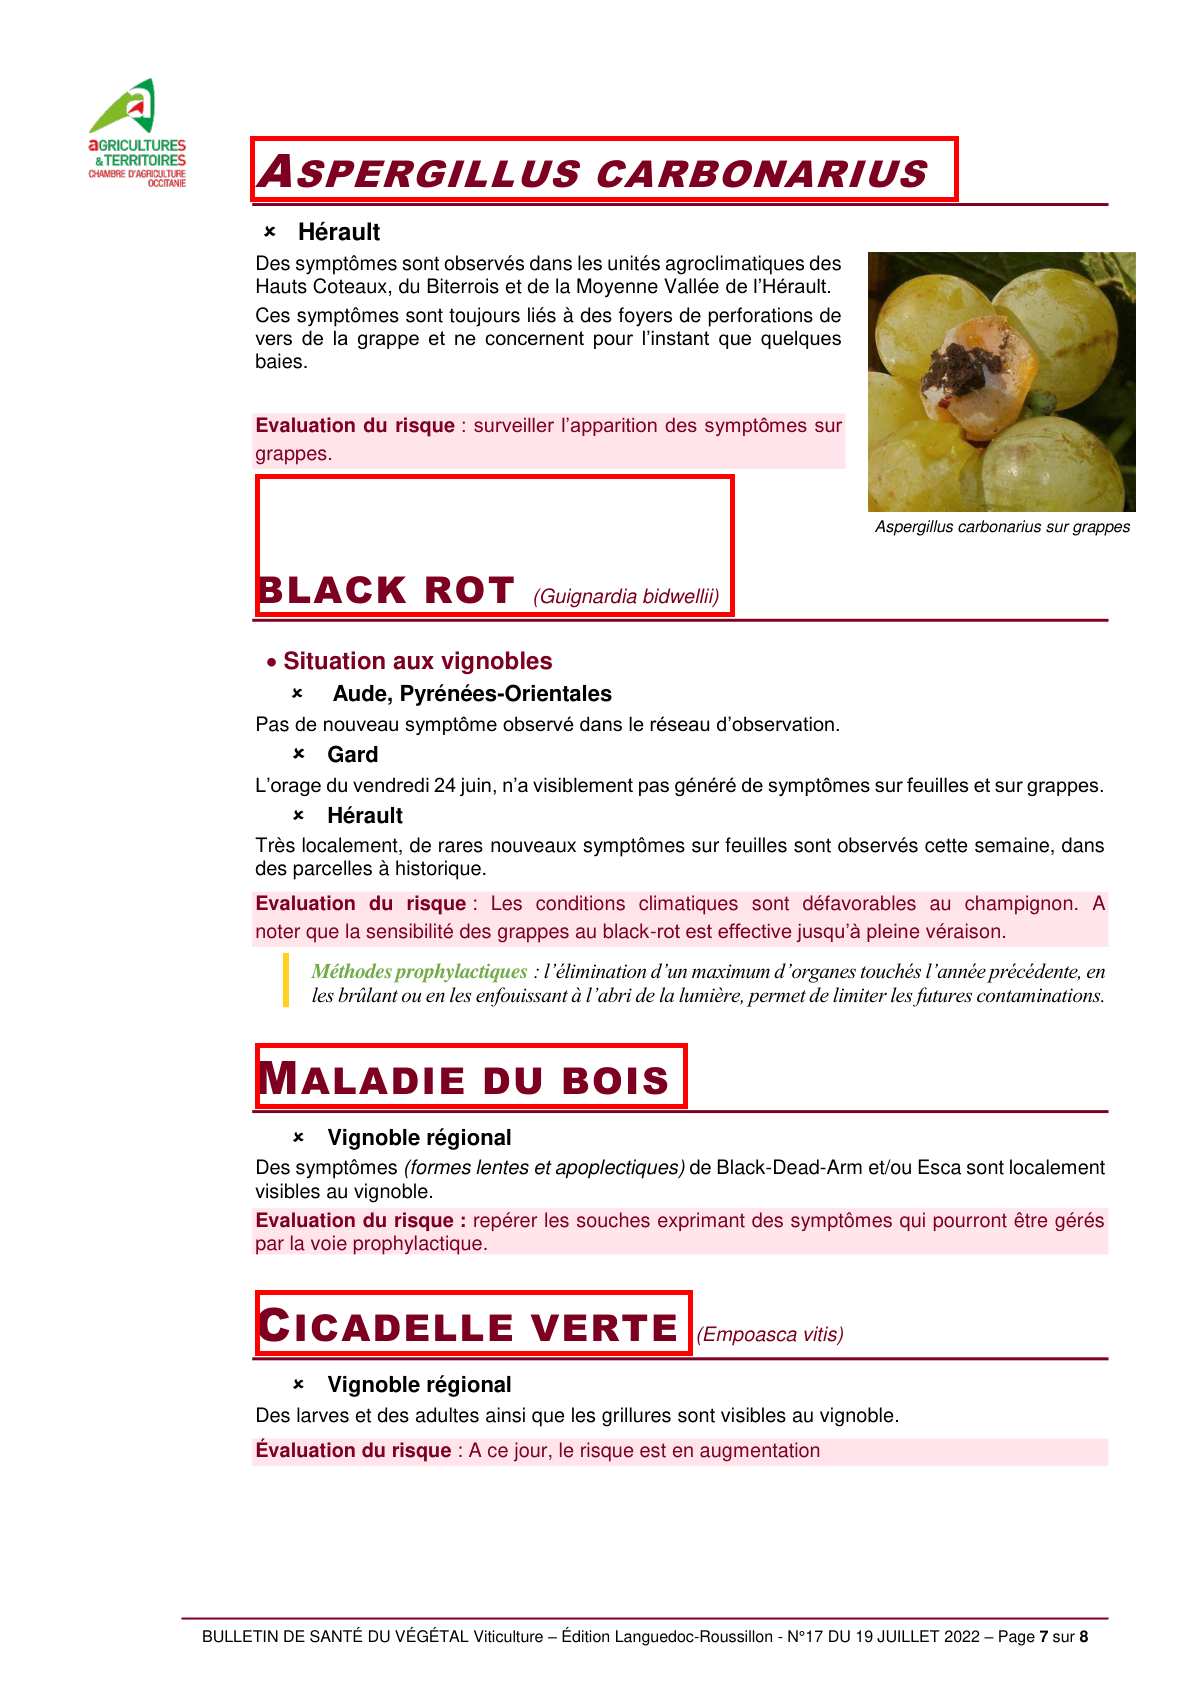 aGRICULTURES
& TERRITOIRES
CHAMBRE D'AGRICULTURE
OCCITANIE
ASPERGILLUS CARBONARIUS
× Hérault
Des symptômes sont observés dans les unités agroclimatiques des
Hauts Coteaux, du Biterrois et de la Moyenne Vallée de l’Hérault.
Ces symptômes sont toujours liés à des foyers de perforations de
vers de la grappe et ne concernent pour l’instant que quelques
baies.
Evaluation du risque : surveiller l’apparition des symptômes sur
grappes.
Aspergillus carbonarius sur grappes
BLACK ROT (Guignardia bidwellii)
• Situation aux vignobles
× Aude, Pyrénées-Orientales
Pas de nouveau symptôme observé dans le réseau d’observation.
× Gard
L’orage du vendredi 24 juin, n’a visiblement pas généré de symptômes sur feuilles et sur grappes.
× Hérault
Très localement, de rares nouveaux symptômes sur feuilles sont observés cette semaine, dans
des parcelles à historique.
Evaluation du risque : Les conditions climatiques sont défavorables au champignon. A
noter que la sensibilité des grappes au black-rot est effective jusqu’à pleine véraison.
Méthodes prophylactiques : l’élimination d’un maximum d’organes touchés l’année précédente, en
les brûlant ou en les enfouissant à l’abri de la lumière, permet de limiter les futures contaminations.
MALADIE DU BOIS
× Vignoble régional
Des symptômes (formes lentes et apoplectiques) de Black-Dead-Arm et/ou Esca sont localement
visibles au vignoble.
Evaluation du risque : repérer les souches exprimant des symptômes qui pourront être gérés
par la voie prophylactique.
CICADELLE VERTE (Empoasca vitis)
× Vignoble régional
Des larves et des adultes ainsi que les grillures sont visibles au vignoble.
Évaluation du risque : A ce jour, le risque est en augmentation
BULLETIN DE SANTÉ DU VÉGÉTAL Viticulture – Édition Languedoc-Roussillon - N°17 DU 19 JUILLET 2022 – Page 7 sur 8